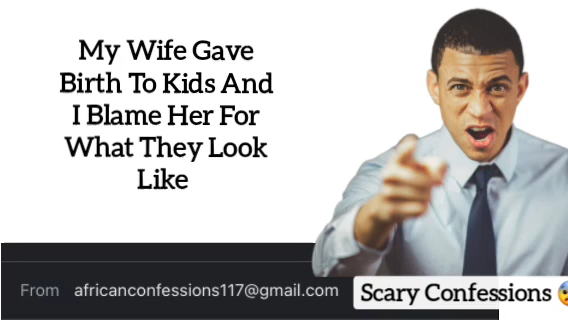 My Wife Gave
Birth To Kids And
I Blame Her For
What They Look
Like
From africanconfessions117@gmail.com
Scary Confessions 😨